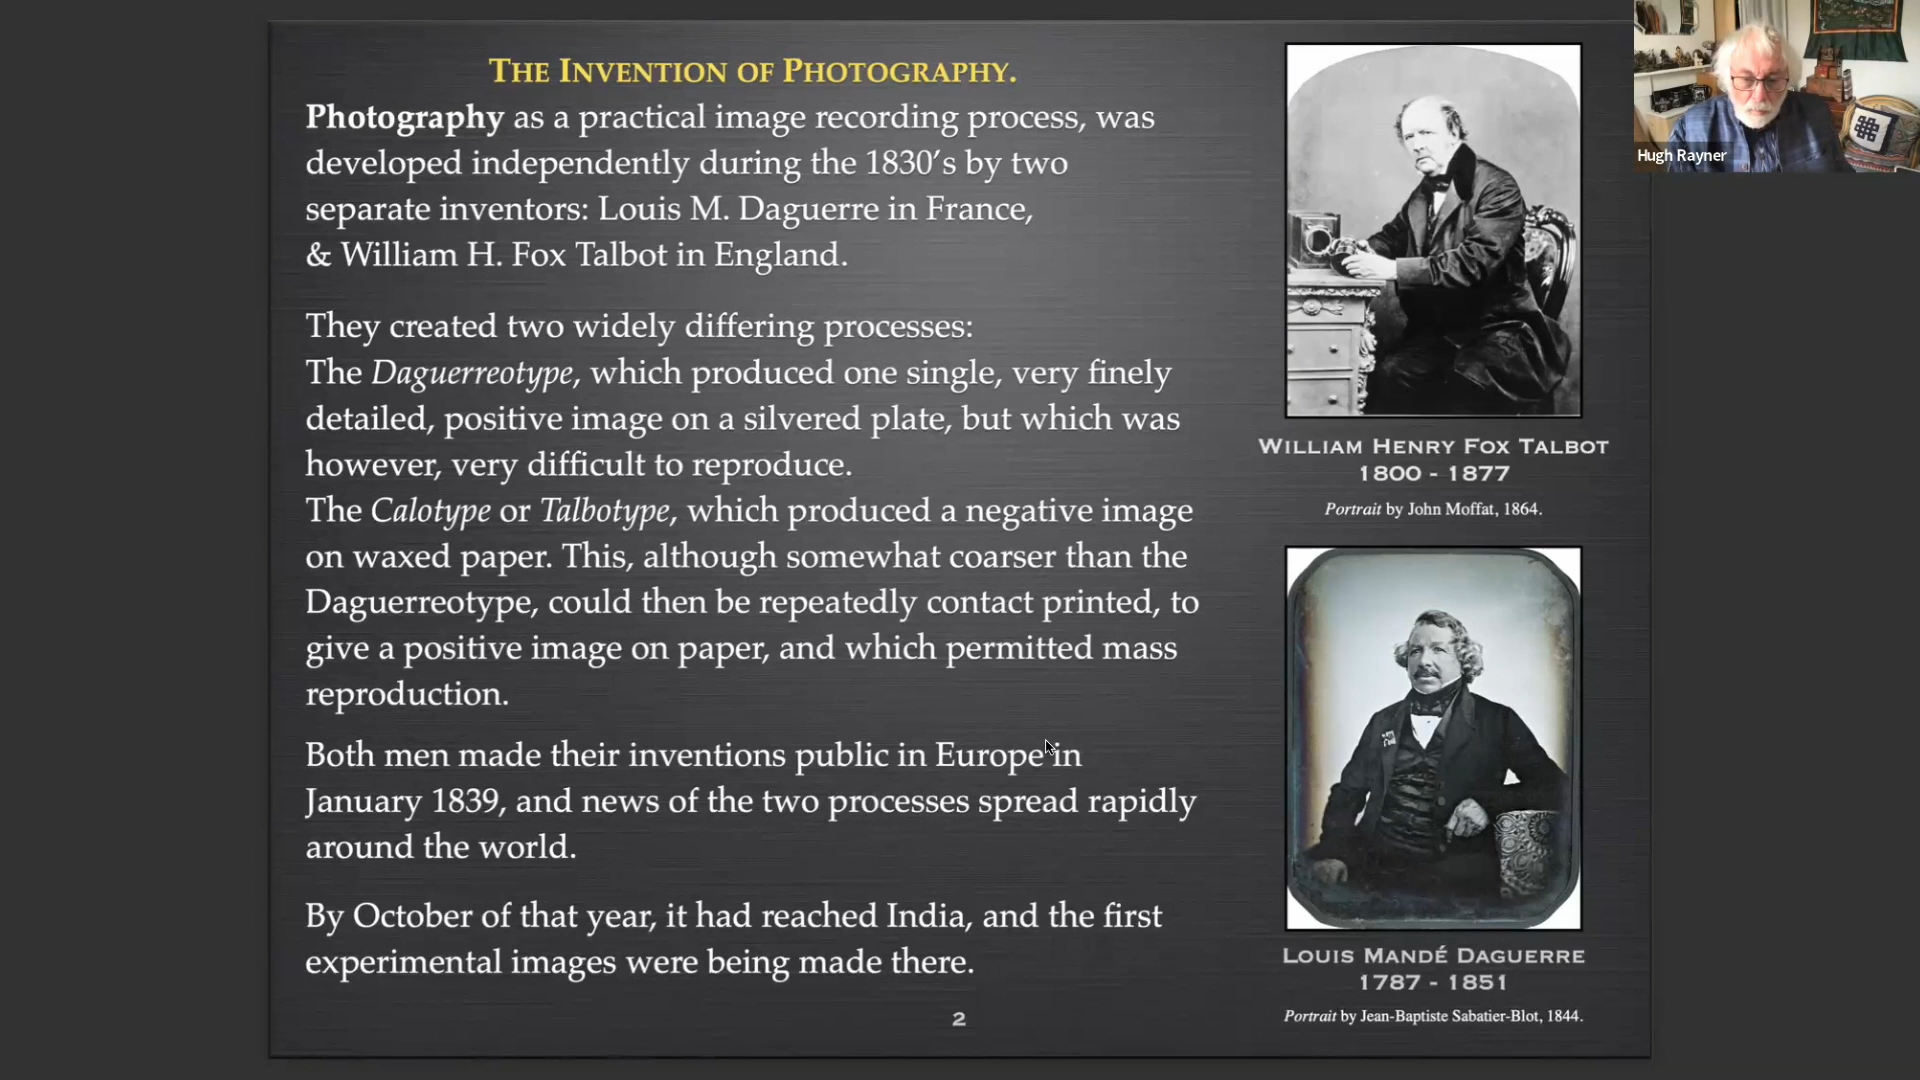 THE INVENTION OF PHOTOGRAPHY.
Photography as a practical image recording process, was
developed independently during the 1830's by two
separate inventors: Louis M. Daguerre in France,
& William H. Fox Talbot in England.
They created two widely differing processes:
The Daguerreotype, which produced one single, very finely
detailed, positive image on a silvered plate, but which was
however, very difficult to reproduce.
The Calotype or Talbotype, which produced a negative image
on waxed paper. This, although somewhat coarser than the
Daguerreotype, could then be repeatedly contact printed, to
give a positive image on paper, and which permitted mass
reproduction.
Both men made their inventions public in Europe in
January 1839, and news of the two processes spread rapidly
around the world.
By October of that year, it had reached India, and the first
experimental images were being made there.
2
WILLIAM HENRY FOX TALBOT
1800 - 1877
Portrait by John Moffat, 1864.
LOUIS MANDÉ DAGUERRE
1787 - 1851
Portrait by Jean-Baptiste Sabatier-Blot, 1844.
Hugh Rayner